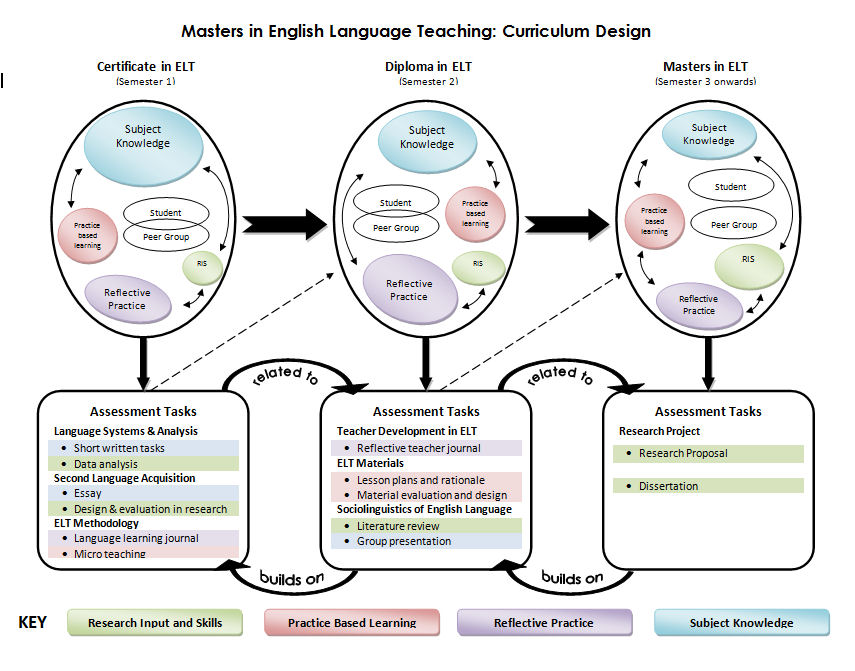 Masters in English Language Teaching: Curriculum Design
Certificate in ELT
(Semester 1)
Subject
Knowledge
Student
Peer Group
Practice
based
learning
RIS
Reflective
Practice
Diploma in ELT
(Semester 2)
Subject
Knowledge
Student
Peer Group
Practice
based
learning
RIS
Reflective
Practice
Masters in ELT
(Semester 3 onwards)
Subject
Knowledge
Student
Peer Group
Practice
based
learning
RIS
Reflective
Practice
related to
related to
Assessment Tasks
Language Systems & Analysis
• Short written tasks
• Data analysis
Second Language Acquisition
• Essay
• Design & evaluation in research
ELT Methodology
• Language learning journal
• Micro teaching
Assessment Tasks
Teacher Development in ELT
• Reflective teacher journal
ELT Materials
• Lesson plans and rationale
• Material evaluation and design
Sociolinguistics of English Language
• Literature review
• Group presentation
Assessment Tasks
Research Project
• Research Proposal
• Dissertation
builds on
builds on
KEY
Research Input and Skills
Practice Based Learning
Reflective Practice
Subject Knowledge